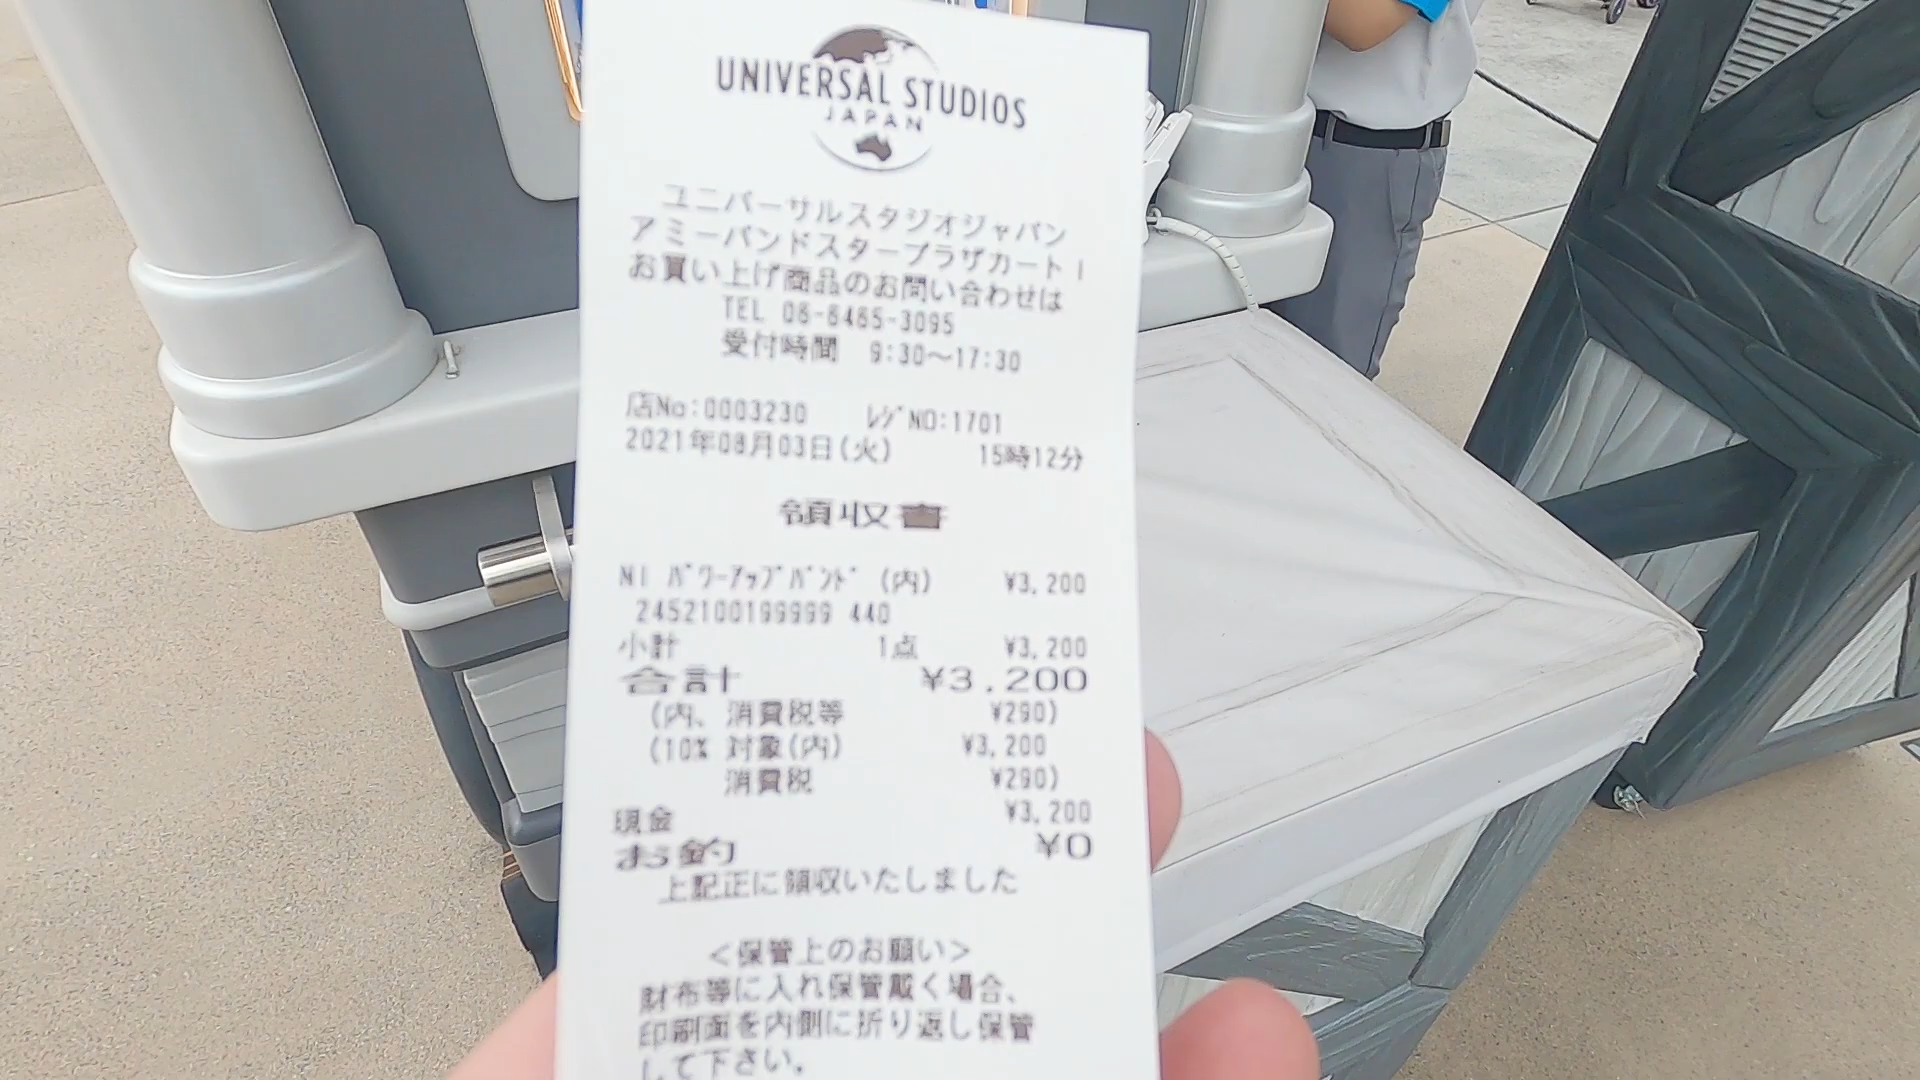 UNIVERSAL STUDIOS
JAPAN
ユニバーサルスタジオジャパン
アミーバンドスタープラザカート1
お買い上げ商品のお問い合わせは
TEL 06-6465-3095
受付時間 9:30～17:30
店No:0003230 ﾚｼﾞNO:1701
2021年08月03日(火) 15時12分
領収書
NI ﾊﾟﾜｰｱｯﾌﾟﾊﾞﾝﾄﾞ (内) ¥3,200
2452100199999 440
小計 1点 ¥3,200
合計 ¥3,200
(内、消費税等 ¥290)
(10% 対象(内) ¥3,200
消費税 ¥290)
現金 ¥3,200
お釣 ¥0
上記正に領収いたしました
<保管上のお願い>
財布等に入れ保管戴く場合、
印刷面を内側に折り返し保管
して下さい。